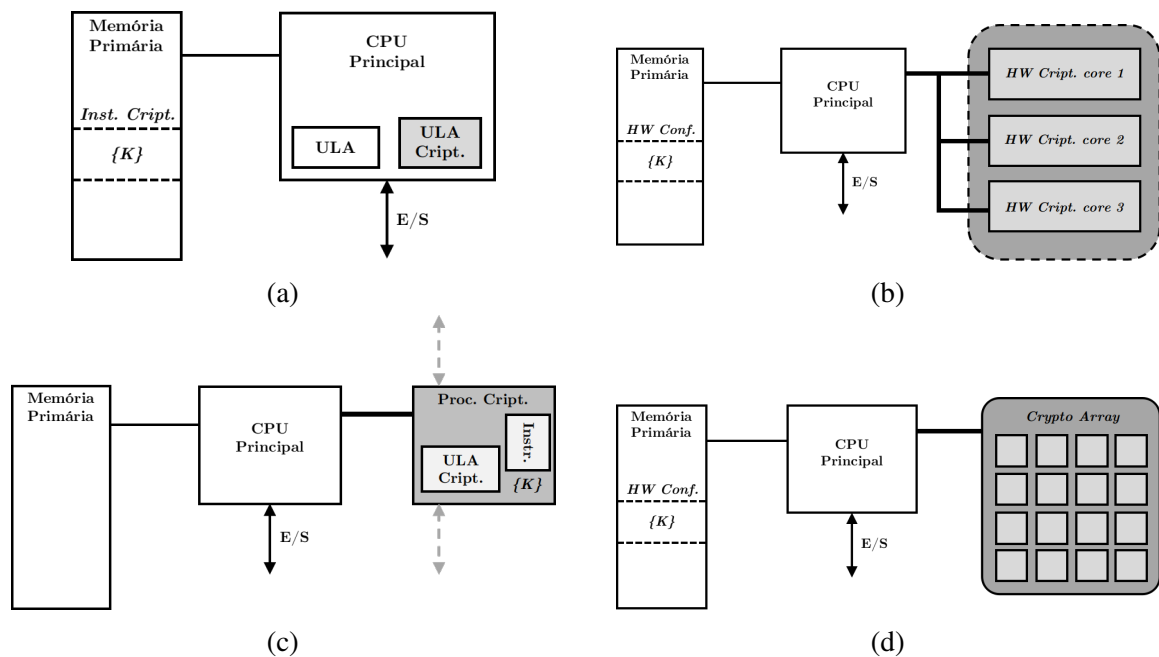 Memória
Primária
CPU
Principal
Inst. Cript.
{K}
ULA
ULA
Cript.
E/S
(a)
Memória
Primária
CPU
Principal
HW Conf.
{K}
E/S
HW Cript. core 1
HW Cript. core 2
HW Cript. core 3
(b)
Memória
Primária
CPU
Principal
E/S
Proc. Cript.
Instr.
ULA
Cript.
{K}
(c)
Memória
Primária
CPU
Principal
HW Conf.
{K}
E/S
Crypto Array
(d)